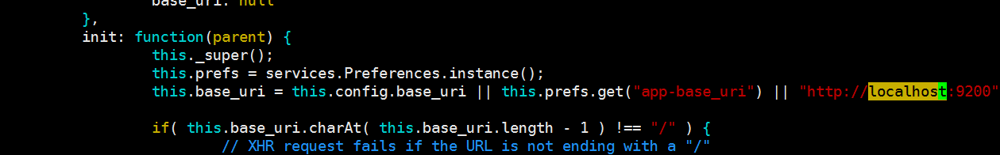 base_uri: null
},
init: function(parent) {
this._super();
this.prefs = services.Preferences.instance();
this.base_uri = this.config.base_uri || this.prefs.get("app-base_uri") || "http://localhost:9200"
if( this.base_uri.charAt( this.base_uri.length - 1 ) !== "/" ) {
// XHR request fails if the URL is not ending with a "/"